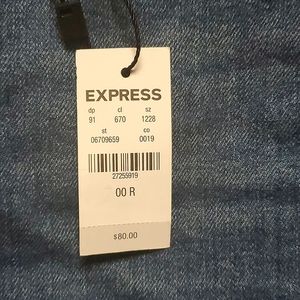 EXPRESS
dp cl sz
91 670 1228
st co
06709659 0019
27255919
00 R
$80.00